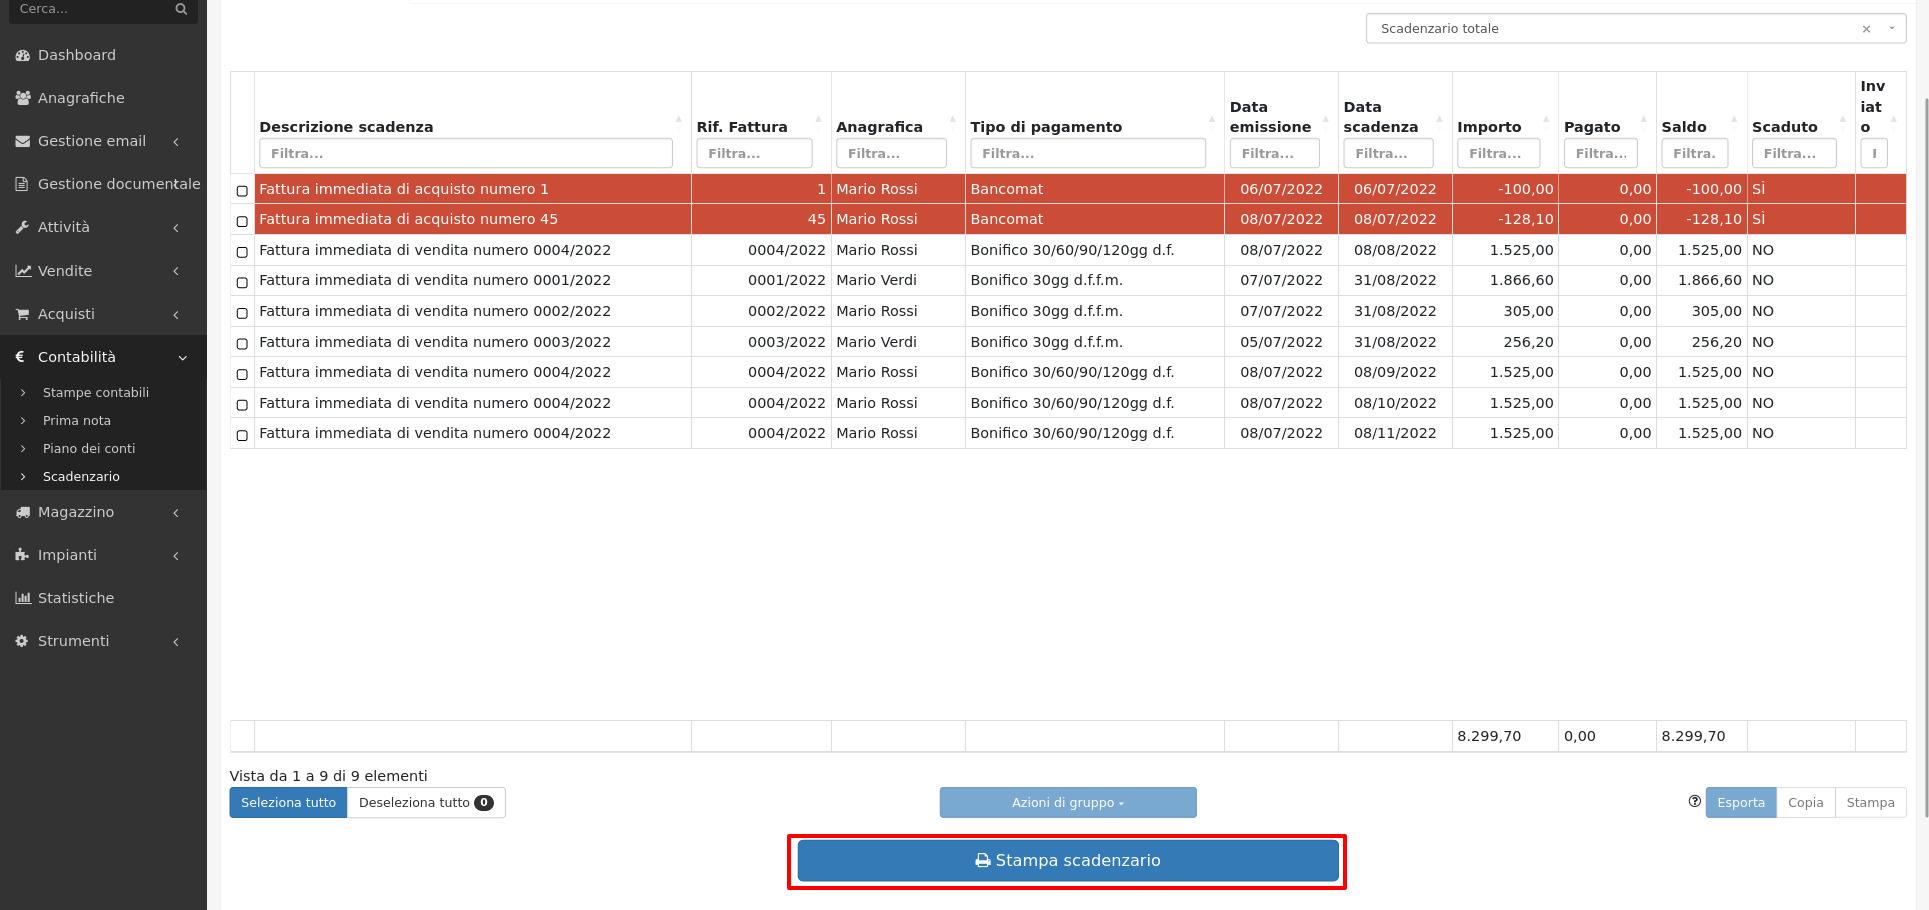 Cerca...
Dashboard
Anagrafiche
Gestione email
Gestione documentale
Attività
Vendite
Acquisti
Contabilità
Stampe contabili
Prima nota
Piano dei conti
Scadenzario
Magazzino
Impianti
Statistiche
Strumenti
Scadenzario totale × 
Descrizione scadenza Rif. Fattura Anagrafica Tipo di pagamento Data emissione Data scadenza Importo Pagato Saldo Scaduto Inviato
Filtra... Filtra... Filtra... Filtra... Filtra... Filtra... Filtra... Filtra... Filtra. Filtra... I
Fattura immediata di acquisto numero 1 1 Mario Rossi Bancomat 06/07/2022 06/07/2022 -100,00 0,00 -100,00 SÌ
Fattura immediata di acquisto numero 45 45 Mario Rossi Bancomat 08/07/2022 08/07/2022 -128,10 0,00 -128,10 SÌ
Fattura immediata di vendita numero 0004/2022 0004/2022 Mario Rossi Bonifico 30/60/90/120gg d.f. 08/07/2022 08/08/2022 1.525,00 0,00 1.525,00 NO
Fattura immediata di vendita numero 0001/2022 0001/2022 Mario Verdi Bonifico 30gg d.f.f.m. 07/07/2022 31/08/2022 1.866,60 0,00 1.866,60 NO
Fattura immediata di vendita numero 0002/2022 0002/2022 Mario Rossi Bonifico 30gg d.f.f.m. 07/07/2022 31/08/2022 305,00 0,00 305,00 NO
Fattura immediata di vendita numero 0003/2022 0003/2022 Mario Verdi Bonifico 30gg d.f.f.m. 05/07/2022 31/08/2022 256,20 0,00 256,20 NO
Fattura immediata di vendita numero 0004/2022 0004/2022 Mario Rossi Bonifico 30/60/90/120gg d.f. 08/07/2022 08/09/2022 1.525,00 0,00 1.525,00 NO
Fattura immediata di vendita numero 0004/2022 0004/2022 Mario Rossi Bonifico 30/60/90/120gg d.f. 08/07/2022 08/10/2022 1.525,00 0,00 1.525,00 NO
Fattura immediata di vendita numero 0004/2022 0004/2022 Mario Rossi Bonifico 30/60/90/120gg d.f. 08/07/2022 08/11/2022 1.525,00 0,00 1.525,00 NO
8.299,70 0,00 8.299,70
Vista da 1 a 9 di 9 elementi
Seleziona tutto Deseleziona tutto 0 Azioni di gruppo Esporta Copia Stampa
Stampa scadenzario